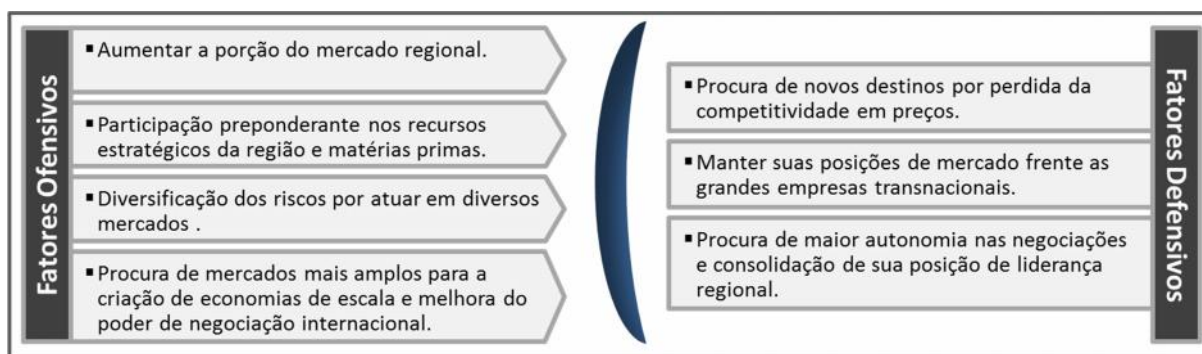 Fatores Ofensivos
▪ Aumentar a porção do mercado regional.
▪ Participação preponderante nos recursos
estratégicos da região e matérias primas.
▪ Diversificação dos riscos por atuar em diversos
mercados .
▪ Procura de mercados mais amplos para a
criação de economias de escala e melhora do
poder de negociação internacional.
▪ Procura de novos destinos por perdida da
competitividade em preços.
▪ Manter suas posições de mercado frente as
grandes empresas transnacionais.
▪ Procura de maior autonomia nas negociações
e consolidação de sua posição de liderança
regional.
Fatores Defensivos